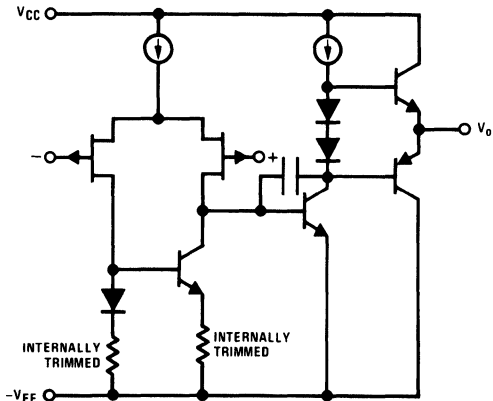 VCC
Vo
−
+
INTERNALLY
TRIMMED
INTERNALLY
TRIMMED
−VEE